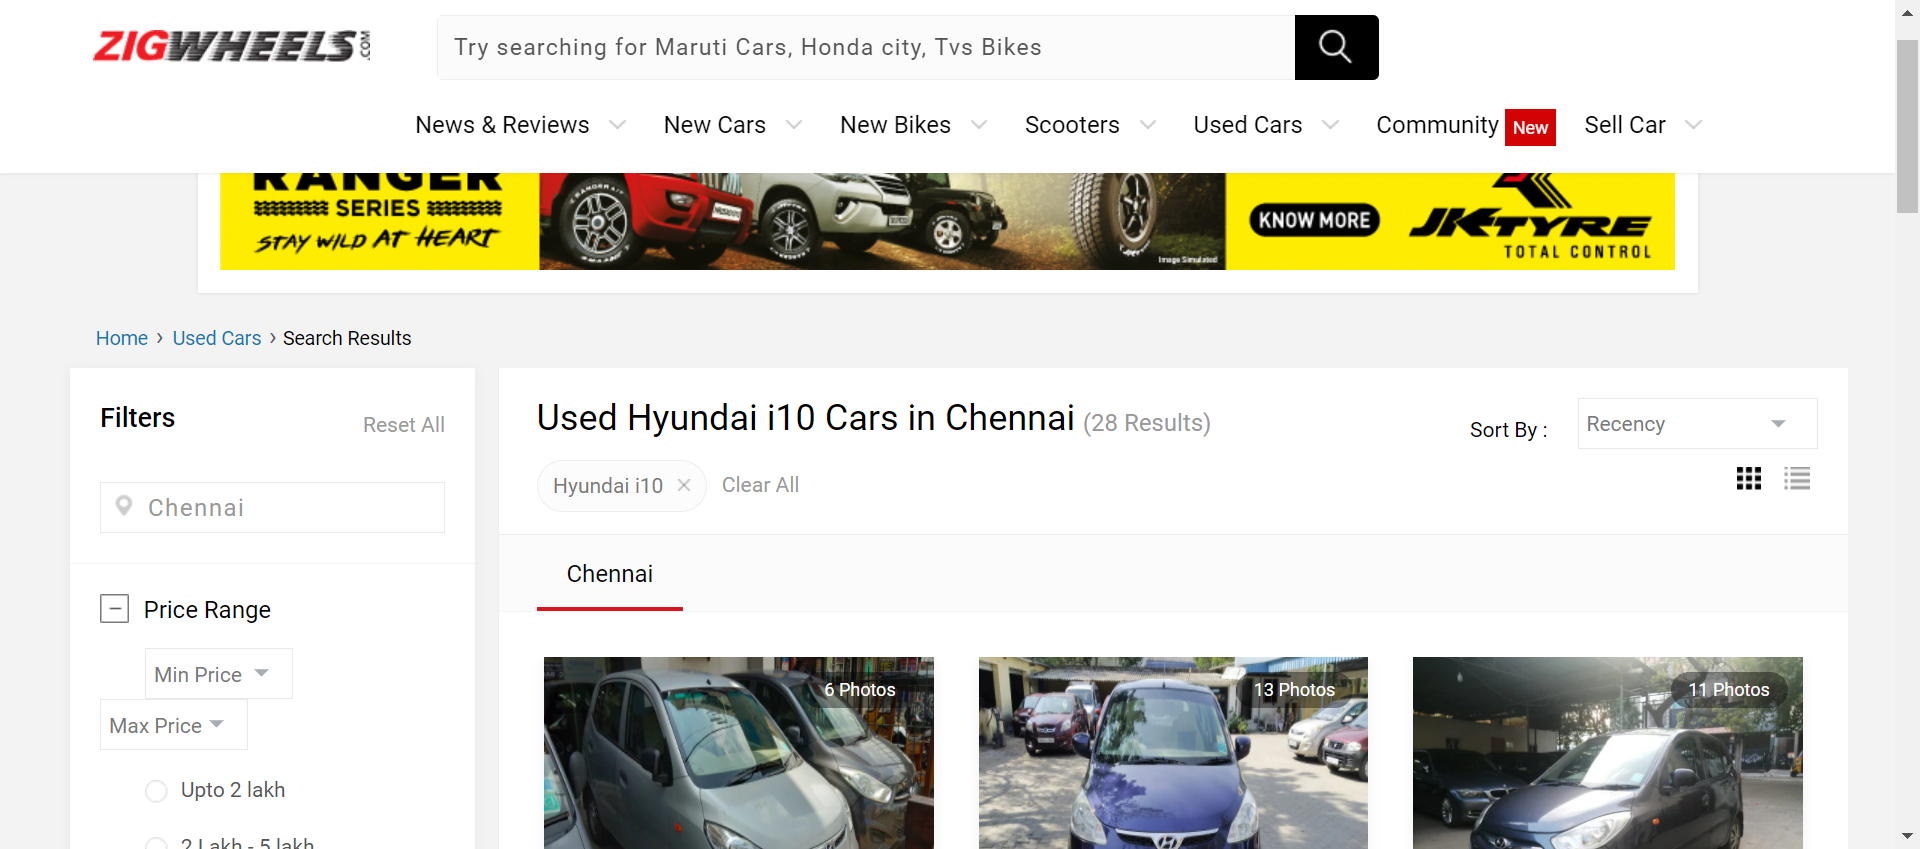 ZIGWHEELS.COM
Try searching for Maruti Cars, Honda city, Tvs Bikes
News & Reviews
New Cars
New Bikes
Scooters
Used Cars
Community New
Sell Car
RANGER
SERIES
STAY WILD AT HEART
Image Simulated
KNOW MORE
JK TYRE
TOTAL CONTROL
Home › Used Cars › Search Results
Filters
Reset All
Chennai
Price Range
Min Price
Max Price
Upto 2 lakh
2 Lakh - 5 lakh
Used Hyundai i10 Cars in Chennai (28 Results)
Sort By :
Recency
Hyundai i10
Clear All
Chennai
6 Photos
13 Photos
11 Photos